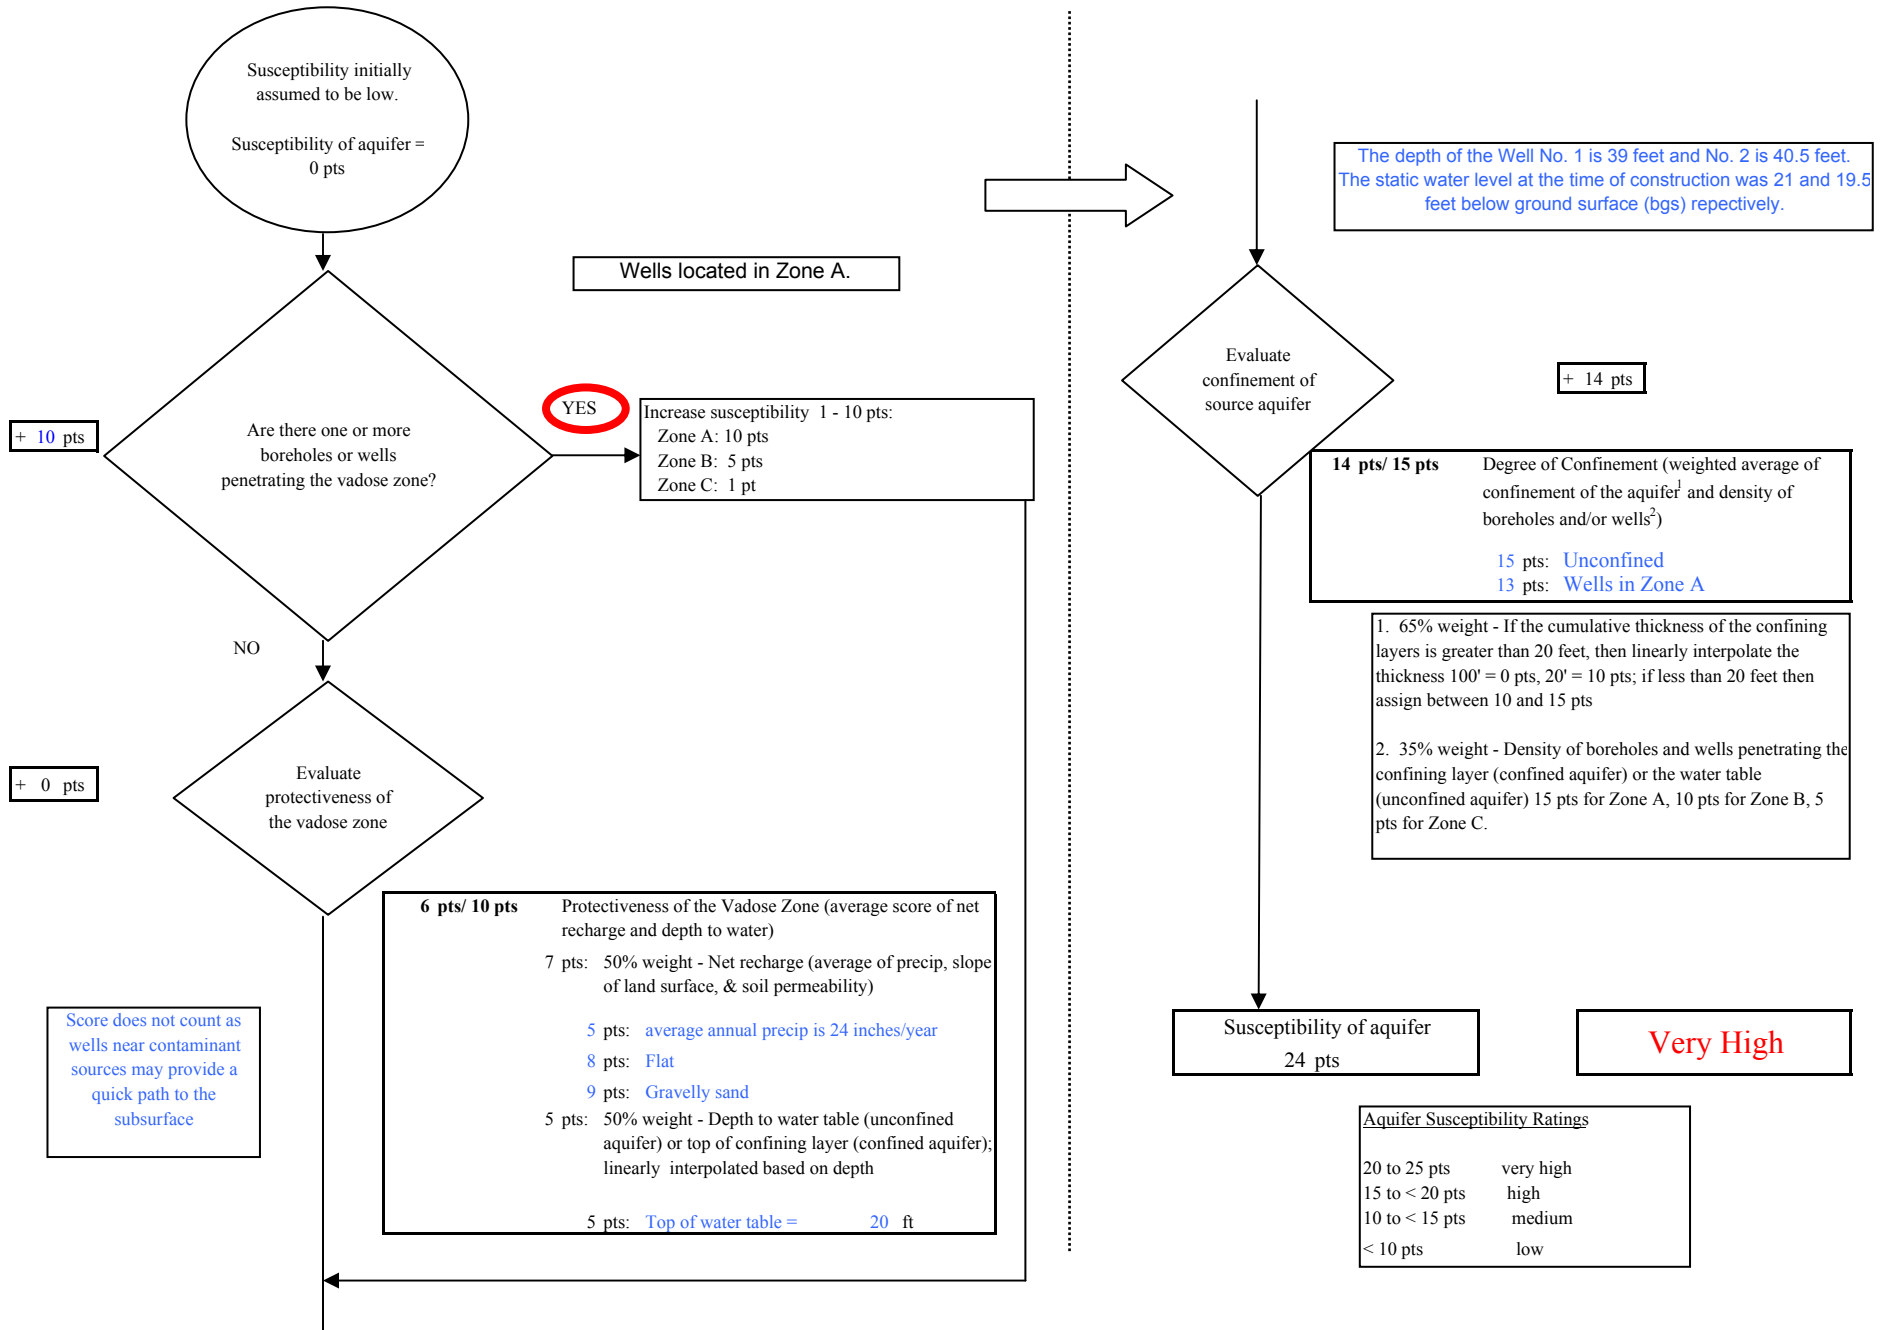 Susceptibility initially
assumed to be low.
Susceptibility of aquifer =
0 pts
Wells located in Zone A.
+ 10 pts
Are there one or more
boreholes or wells
penetrating the vadose zone?
YES
Increase susceptibility 1 - 10 pts:
Zone A: 10 pts
Zone B: 5 pts
Zone C: 1 pt
NO
+ 0 pts
Evaluate
protectiveness of
the vadose zone
6 pts/ 10 pts Protectiveness of the Vadose Zone (average score of net
recharge and depth to water)
7 pts: 50% weight - Net recharge (average of precip, slope
of land surface, & soil permeability)
5 pts: average annual precip is 24 inches/year
8 pts: Flat
9 pts: Gravelly sand
5 pts: 50% weight - Depth to water table (unconfined
aquifer) or top of confining layer (confined aquifer);
linearly interpolated based on depth
5 pts: Top of water table = 20 ft
Score does not count as
wells near contaminant
sources may provide a
quick path to the
subsurface
The depth of the Well No. 1 is 39 feet and No. 2 is 40.5 feet.
The static water level at the time of construction was 21 and 19.5
feet below ground surface (bgs) repectively.
Evaluate
confinement of
source aquifer
+ 14 pts
14 pts/ 15 pts Degree of Confinement (weighted average of
confinement of the aquifer1 and density of
boreholes and/or wells2)
15 pts: Unconfined
13 pts: Wells in Zone A
1. 65% weight - If the cumulative thickness of the confining
layers is greater than 20 feet, then linearly interpolate the
thickness 100' = 0 pts, 20' = 10 pts; if less than 20 feet then
assign between 10 and 15 pts
2. 35% weight - Density of boreholes and wells penetrating the
confining layer (confined aquifer) or the water table
(unconfined aquifer) 15 pts for Zone A, 10 pts for Zone B, 5
pts for Zone C.
Susceptibility of aquifer
24 pts
Very High
Aquifer Susceptibility Ratings
20 to 25 pts very high
15 to < 20 pts high
10 to < 15 pts medium
< 10 pts low